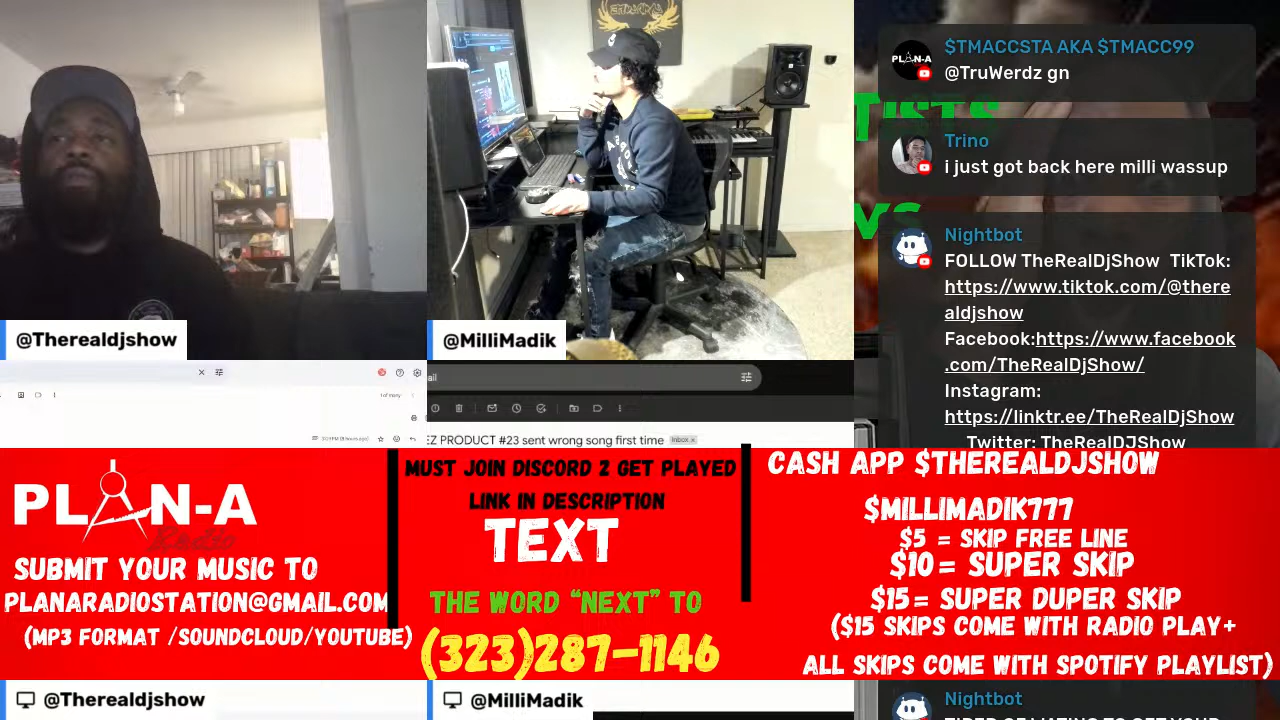 $TMACCSTA AKA $TMACC99
@TruWerdz gn
Trino
i just got back here milli wassup
Nightbot
FOLLOW TheRealDjShow TikTok:
https://www.tiktok.com/@there
aldjshow
Facebook:https://www.facebook
.com/TheRealDjShow/
Instagram:
https://linktr.ee/TheRealDjShow
Twitter: TheRealDJShow
@Therealdjshow
@MilliMadik
EZ PRODUCT #23 sent wrong song first time Inbox x
PLAN-A
Radio
SUBMIT YOUR MUSIC TO
PLANARADIOSTATION@GMAIL.COM
(MP3 FORMAT /SOUNDCLOUD/YOUTUBE)
MUST JOIN DISCORD 2 GET PLAYED
LINK IN DESCRIPTION
TEXT
THE WORD “NEXT” TO
(323)287-1146
CASH APP $THEREALDJSHOW
$MILLIMADIK777
$5 = SKIP FREE LINE
$10 = SUPER SKIP
$15 = SUPER DUPER SKIP
($15 SKIPS COME WITH RADIO PLAY+
ALL SKIPS COME WITH SPOTIFY PLAYLIST)
@Therealdjshow
@MilliMadik
Nightbot